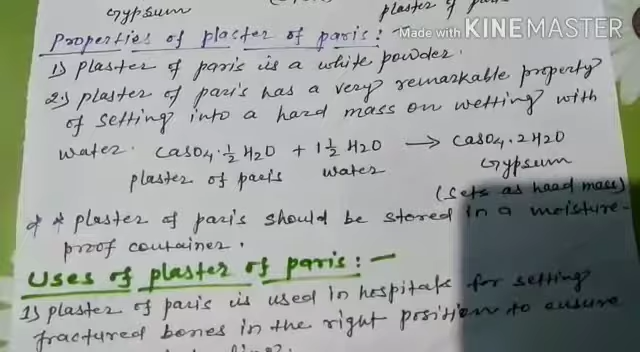 Gypsum
plaster of
Made with KINEMASTER
Properties of plaster of paris:-
1) plaster of paris is a white powder.
2) plaster of paris has a very remarkable property
of setting into a hard mass on wetting with
water. CaSO4.½H2O + 1½H2O → CaSO4.2H2O
plaster of paris water Gypsum
(Sets as hard mass)
* * plaster of paris should be stored in a moisture-
proof container.
Uses of plaster of paris:-
1) plaster of paris is used in hospitals for setting
fractured bones in the right position to ensure